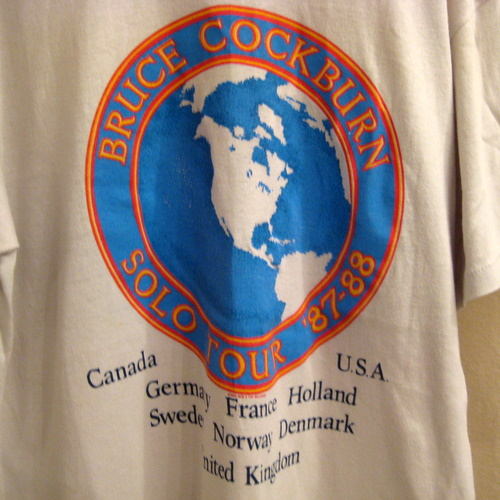 BRUCE COCKBURN
SOLO TOUR '87-88
Canada U.S.A.
Germay France Holland
Swede Norway Denmark
nited Kingdom